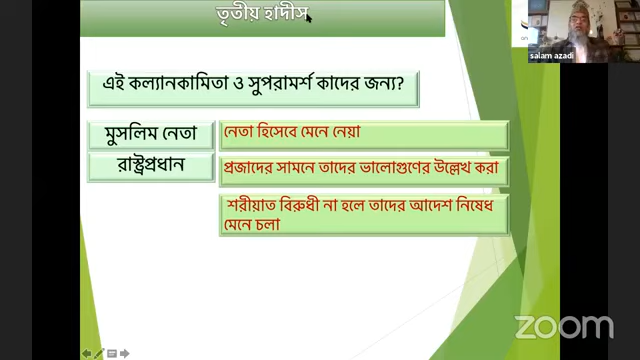 তৃতীয় হাদীস
salam azadi
এই কল্যানকামিতা ও সুপরামর্শ কাদের জন্য?
মুসলিম নেতা
নেতা হিসেবে মেনে নেয়া
রাস্ট্রপ্রধান
প্রজাদের সামনে তাদের ভালোগুণের উল্লেখ করা
শরীয়াত বিরুধী না হলে তাদের আদেশ নিষেধ
মেনে চলা
zoom